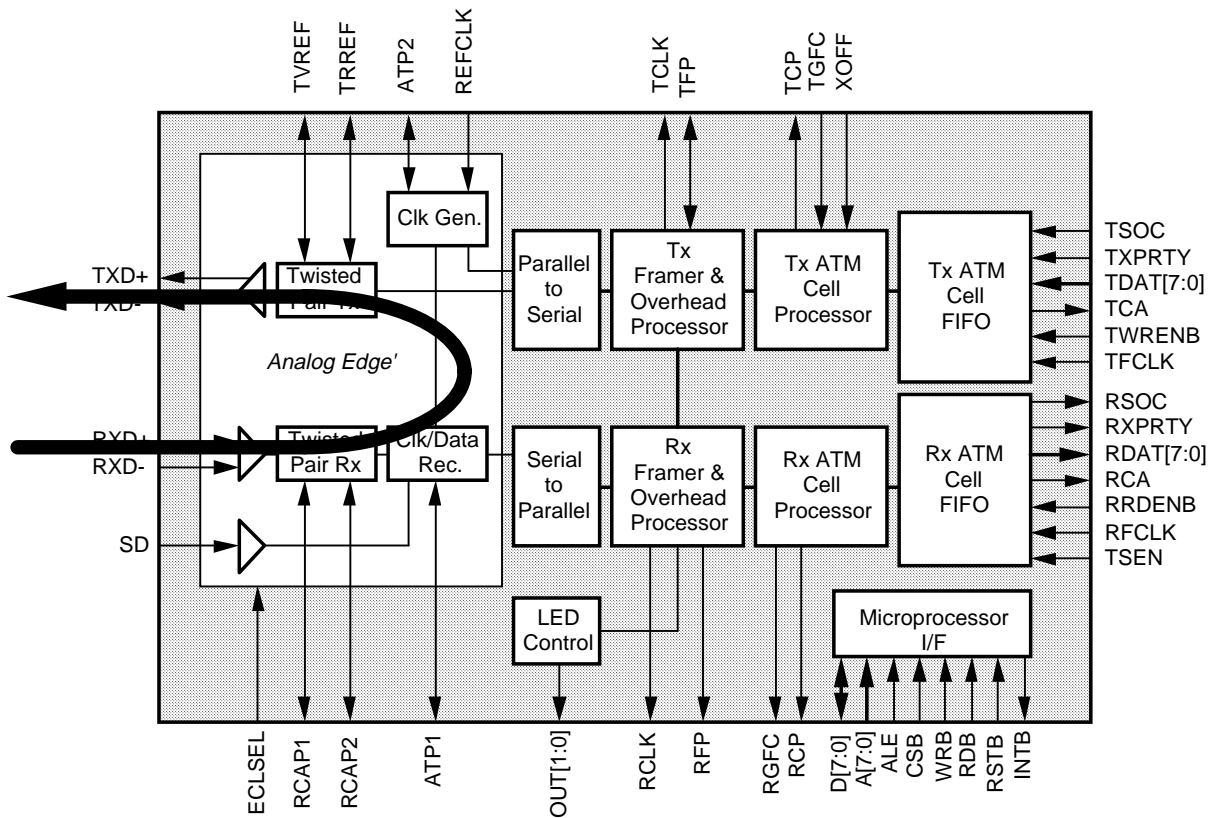 TVREF
TRREF
ATP2
REFCLK
TCLK
TFP
TCP
TGFC
XOFF
Clk Gen.
TXD+
TXD-
Twisted
Pair Tx
Parallel
to
Serial
Tx
Framer &
Overhead
Processor
Tx ATM
Cell
Processor
Tx ATM
Cell
FIFO
TSOC
TXPRTY
TDAT[7:0]
TCA
TWRENB
TFCLK
Analog Edge'
RXD+
RXD-
Twisted
Pair Rx
Clk/Data
Rec.
Serial
to
Parallel
Rx
Framer &
Overhead
Processor
Rx ATM
Cell
Processor
Rx ATM
Cell
FIFO
RSOC
RXPRTY
RDAT[7:0]
RCA
RRDENB
RFCLK
TSEN
SD
LED
Control
Microprocessor
I/F
ECLSEL
RCAP1
RCAP2
ATP1
OUT[1:0]
RCLK
RFP
RGFC
RCP
D[7:0]
A[7:0]
ALE
CSB
WRB
RDB
RSTB
INTB